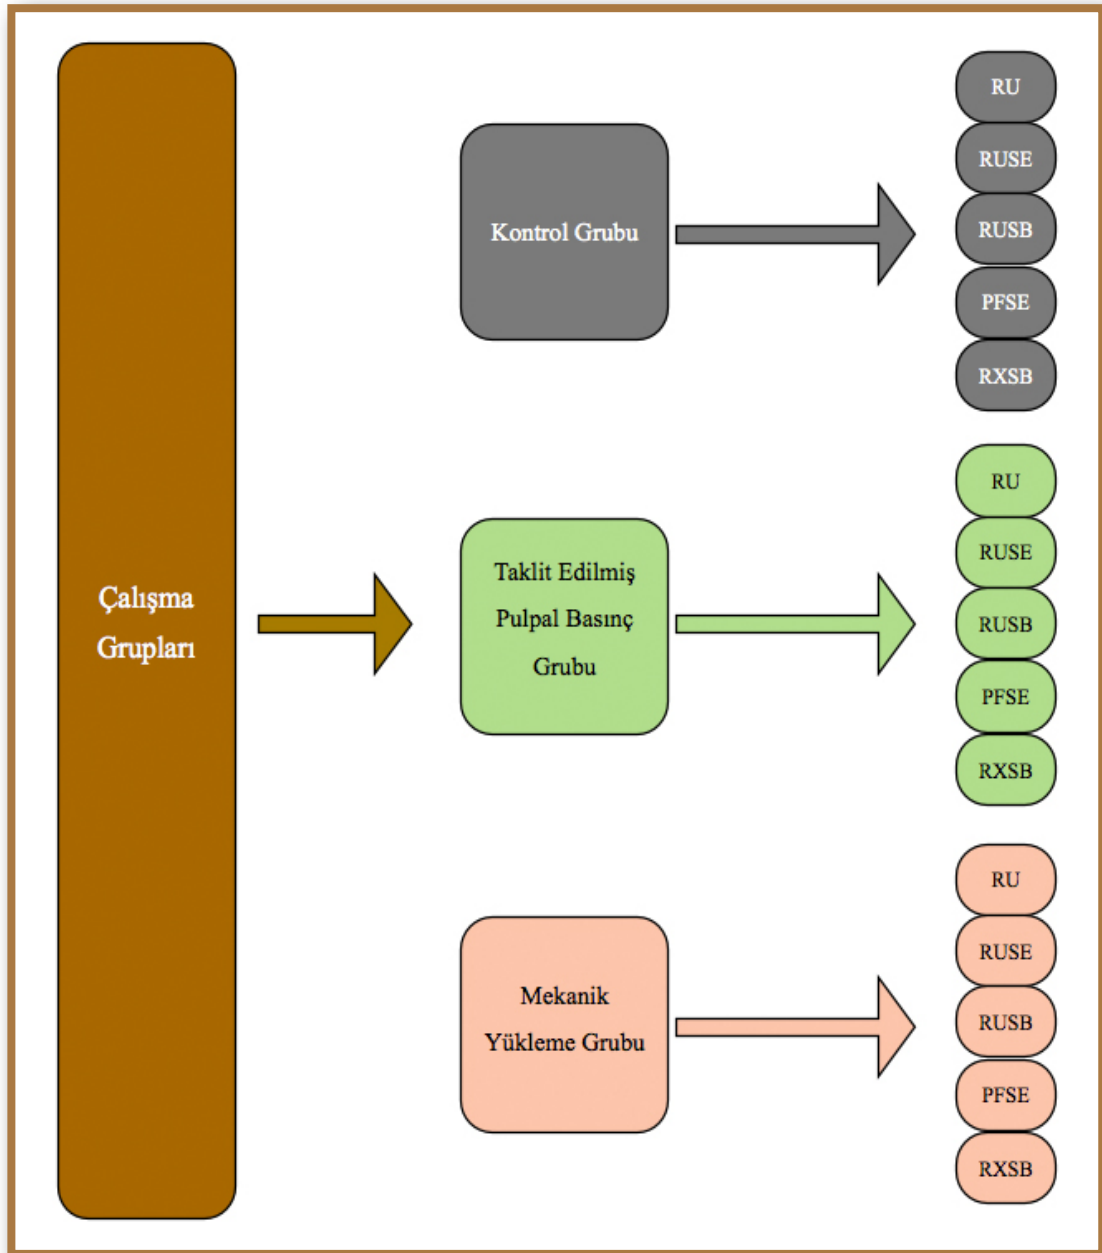 Çalışma
Grupları
Kontrol Grubu
RU
RUSE
RUSB
PFSE
RXSB
Taklit Edilmiş
Pulpal Basınç
Grubu
RU
RUSE
RUSB
PFSE
RXSB
Mekanik
Yükleme Grubu
RU
RUSE
RUSB
PFSE
RXSB